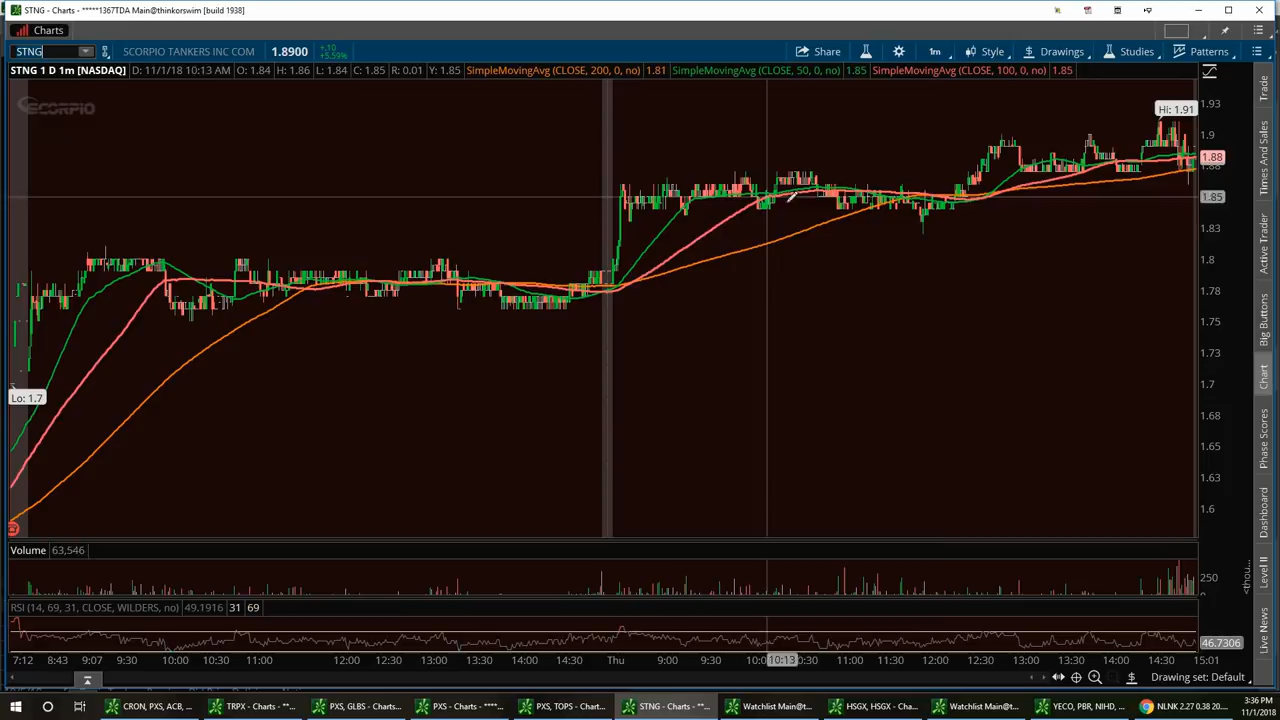 STNG - Charts - *****1367TDA Main@thinkorswim [build 1938]
Charts
STNG SCORPIO TANKERS INC COM 1.8900 +.10 +5.59% Share 1m Style Drawings Studies Patterns
STNG 1 D 1m [NASDAQ] D: 11/1/18 10:13 AM O: 1.84 H: 1.86 L: 1.84 C: 1.85 R: 0.01 Y: 1.85 SimpleMovingAvg (CLOSE, 200, 0, no) 1.81 SimpleMovingAvg (CLOSE, 50, 0, no) 1.85 SimpleMovingAvg (CLOSE, 100, 0, no) 1.85
SCORPIO
Hi: 1.91
Lo: 1.7
1.93
1.9
1.88
1.88
1.85
1.83
1.8
1.78
1.75
1.73
1.7
1.68
1.65
1.63
1.6
Trade
Times And Sales
Active Trader
Big Buttons
Chart
Phase Scores
Dashboard
Level II
Live News
Volume 63,546
250
<thou...
RSI (14, 69, 31, CLOSE, WILDERS, no) 49.1916 31 69
46.7306
7:12 8:43 9:07 9:30 10:00 10:30 11:00 12:00 12:30 13:00 13:30 14:00 14:30 Thu 9:00 9:30 10:0 10:13 0:30 11:00 11:30 12:00 12:30 13:00 13:30 14:00 14:30 15:01
Drawing set: Default
CRON, PXS, ACB, ... TRPX - Charts - **... PXS, GLBS - Charts... PXS - Charts - ****... PXS, TOPS - Chart... STNG - Charts - **... Watchlist Main@t... HSGX, HSGX - Ch... Watchlist Main@t... YECO, PBR, NIHD, ... NLNK 2.27 0.38 20...
3:36 PM
11/1/2018